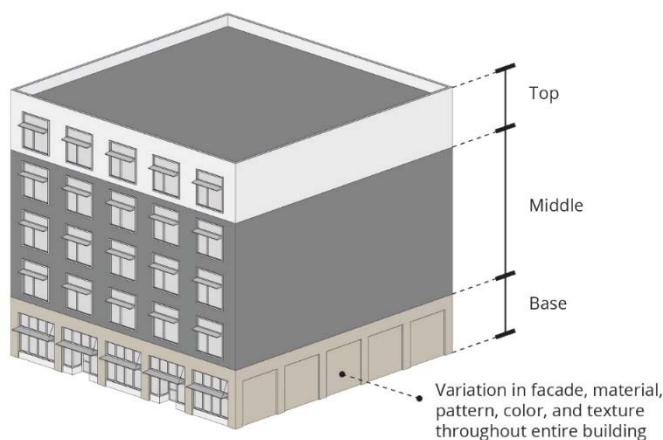 Top
Middle
Base
Variation in facade, material,
pattern, color, and texture
throughout entire building